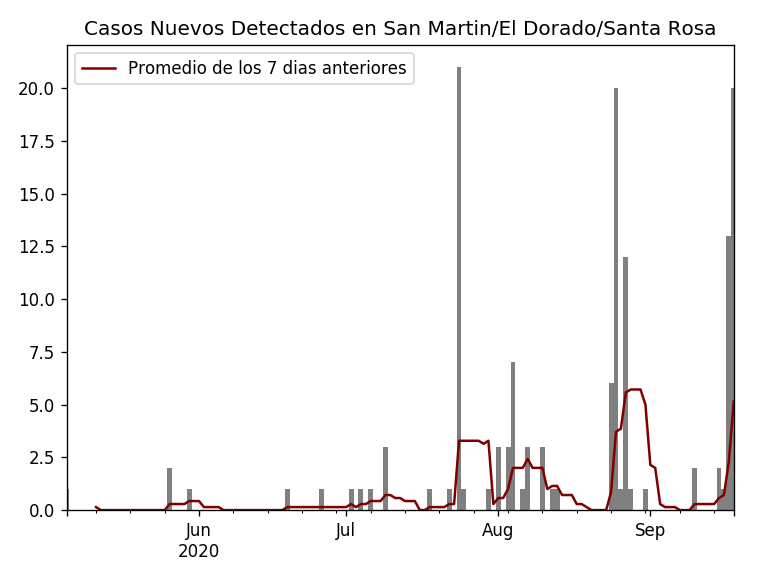 Casos Nuevos Detectados en San Martin/El Dorado/Santa Rosa
Promedio de los 7 dias anteriores
20.0
17.5
15.0
12.5
10.0
7.5
5.0
2.5
0.0
Jun
2020
Jul
Aug
Sep